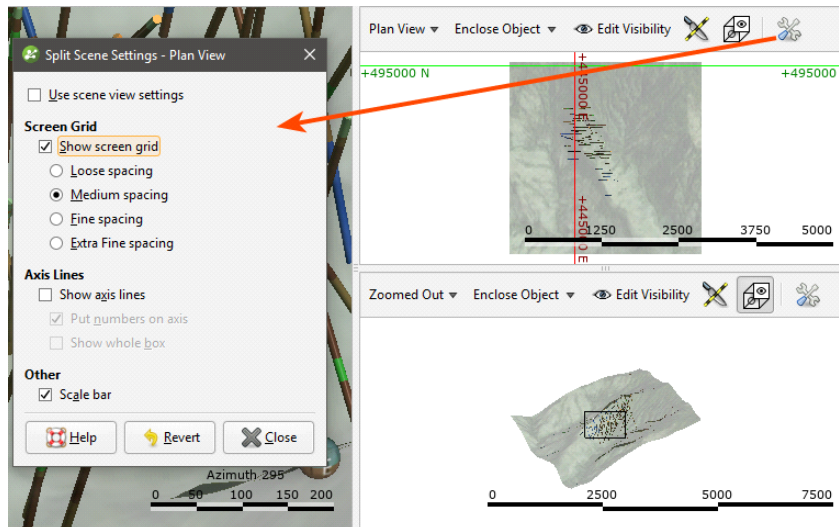 Split Scene Settings - Plan View
Use scene view settings
Screen Grid
Show screen grid
Loose spacing
Medium spacing
Fine spacing
Extra Fine spacing
Axis Lines
Show axis lines
Put numbers on axis
Show whole box
Other
Scale bar
Help Revert Close
Azimuth 295
0 50 100 150 200
Plan View Enclose Object Edit Visibility
+495000 N +495000
+445000 E
+445000 E
0 1250 2500 3750 5000
Zoomed Out Enclose Object Edit Visibility
0 2500 5000 7500